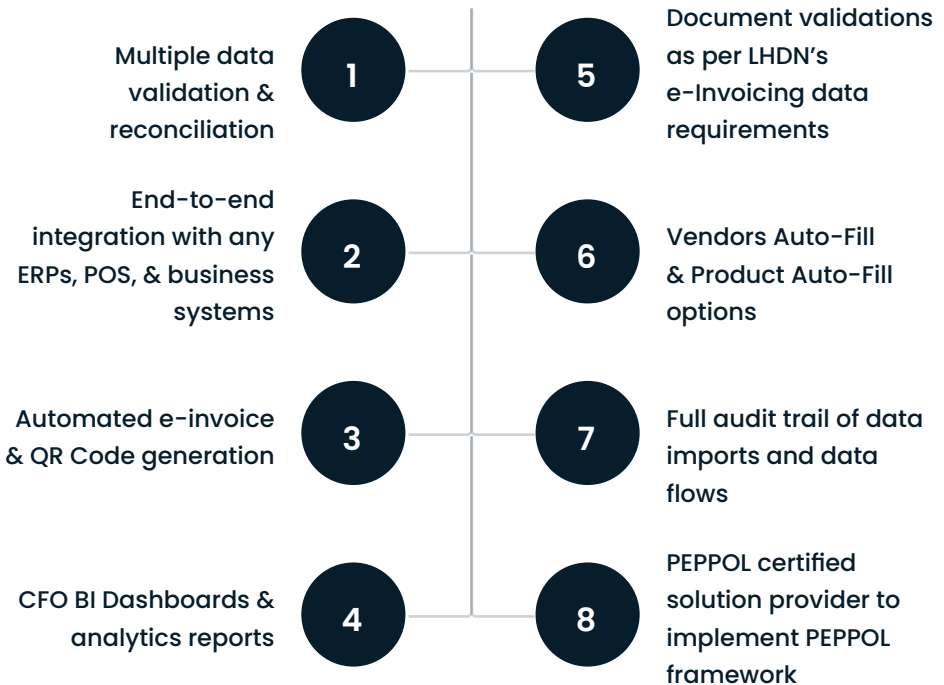 Multiple data
validation &
reconciliation
1
End-to-end
integration with any
ERPs, POS, & business
systems
2
Automated e-invoice
& QR Code generation
3
CFO BI Dashboards &
analytics reports
4
5
Document validations
as per LHDN’s
e-Invoicing data
requirements
6
Vendors Auto-Fill
& Product Auto-Fill
options
7
Full audit trail of data
imports and data
flows
8
PEPPOL certified
solution provider to
implement PEPPOL
framework